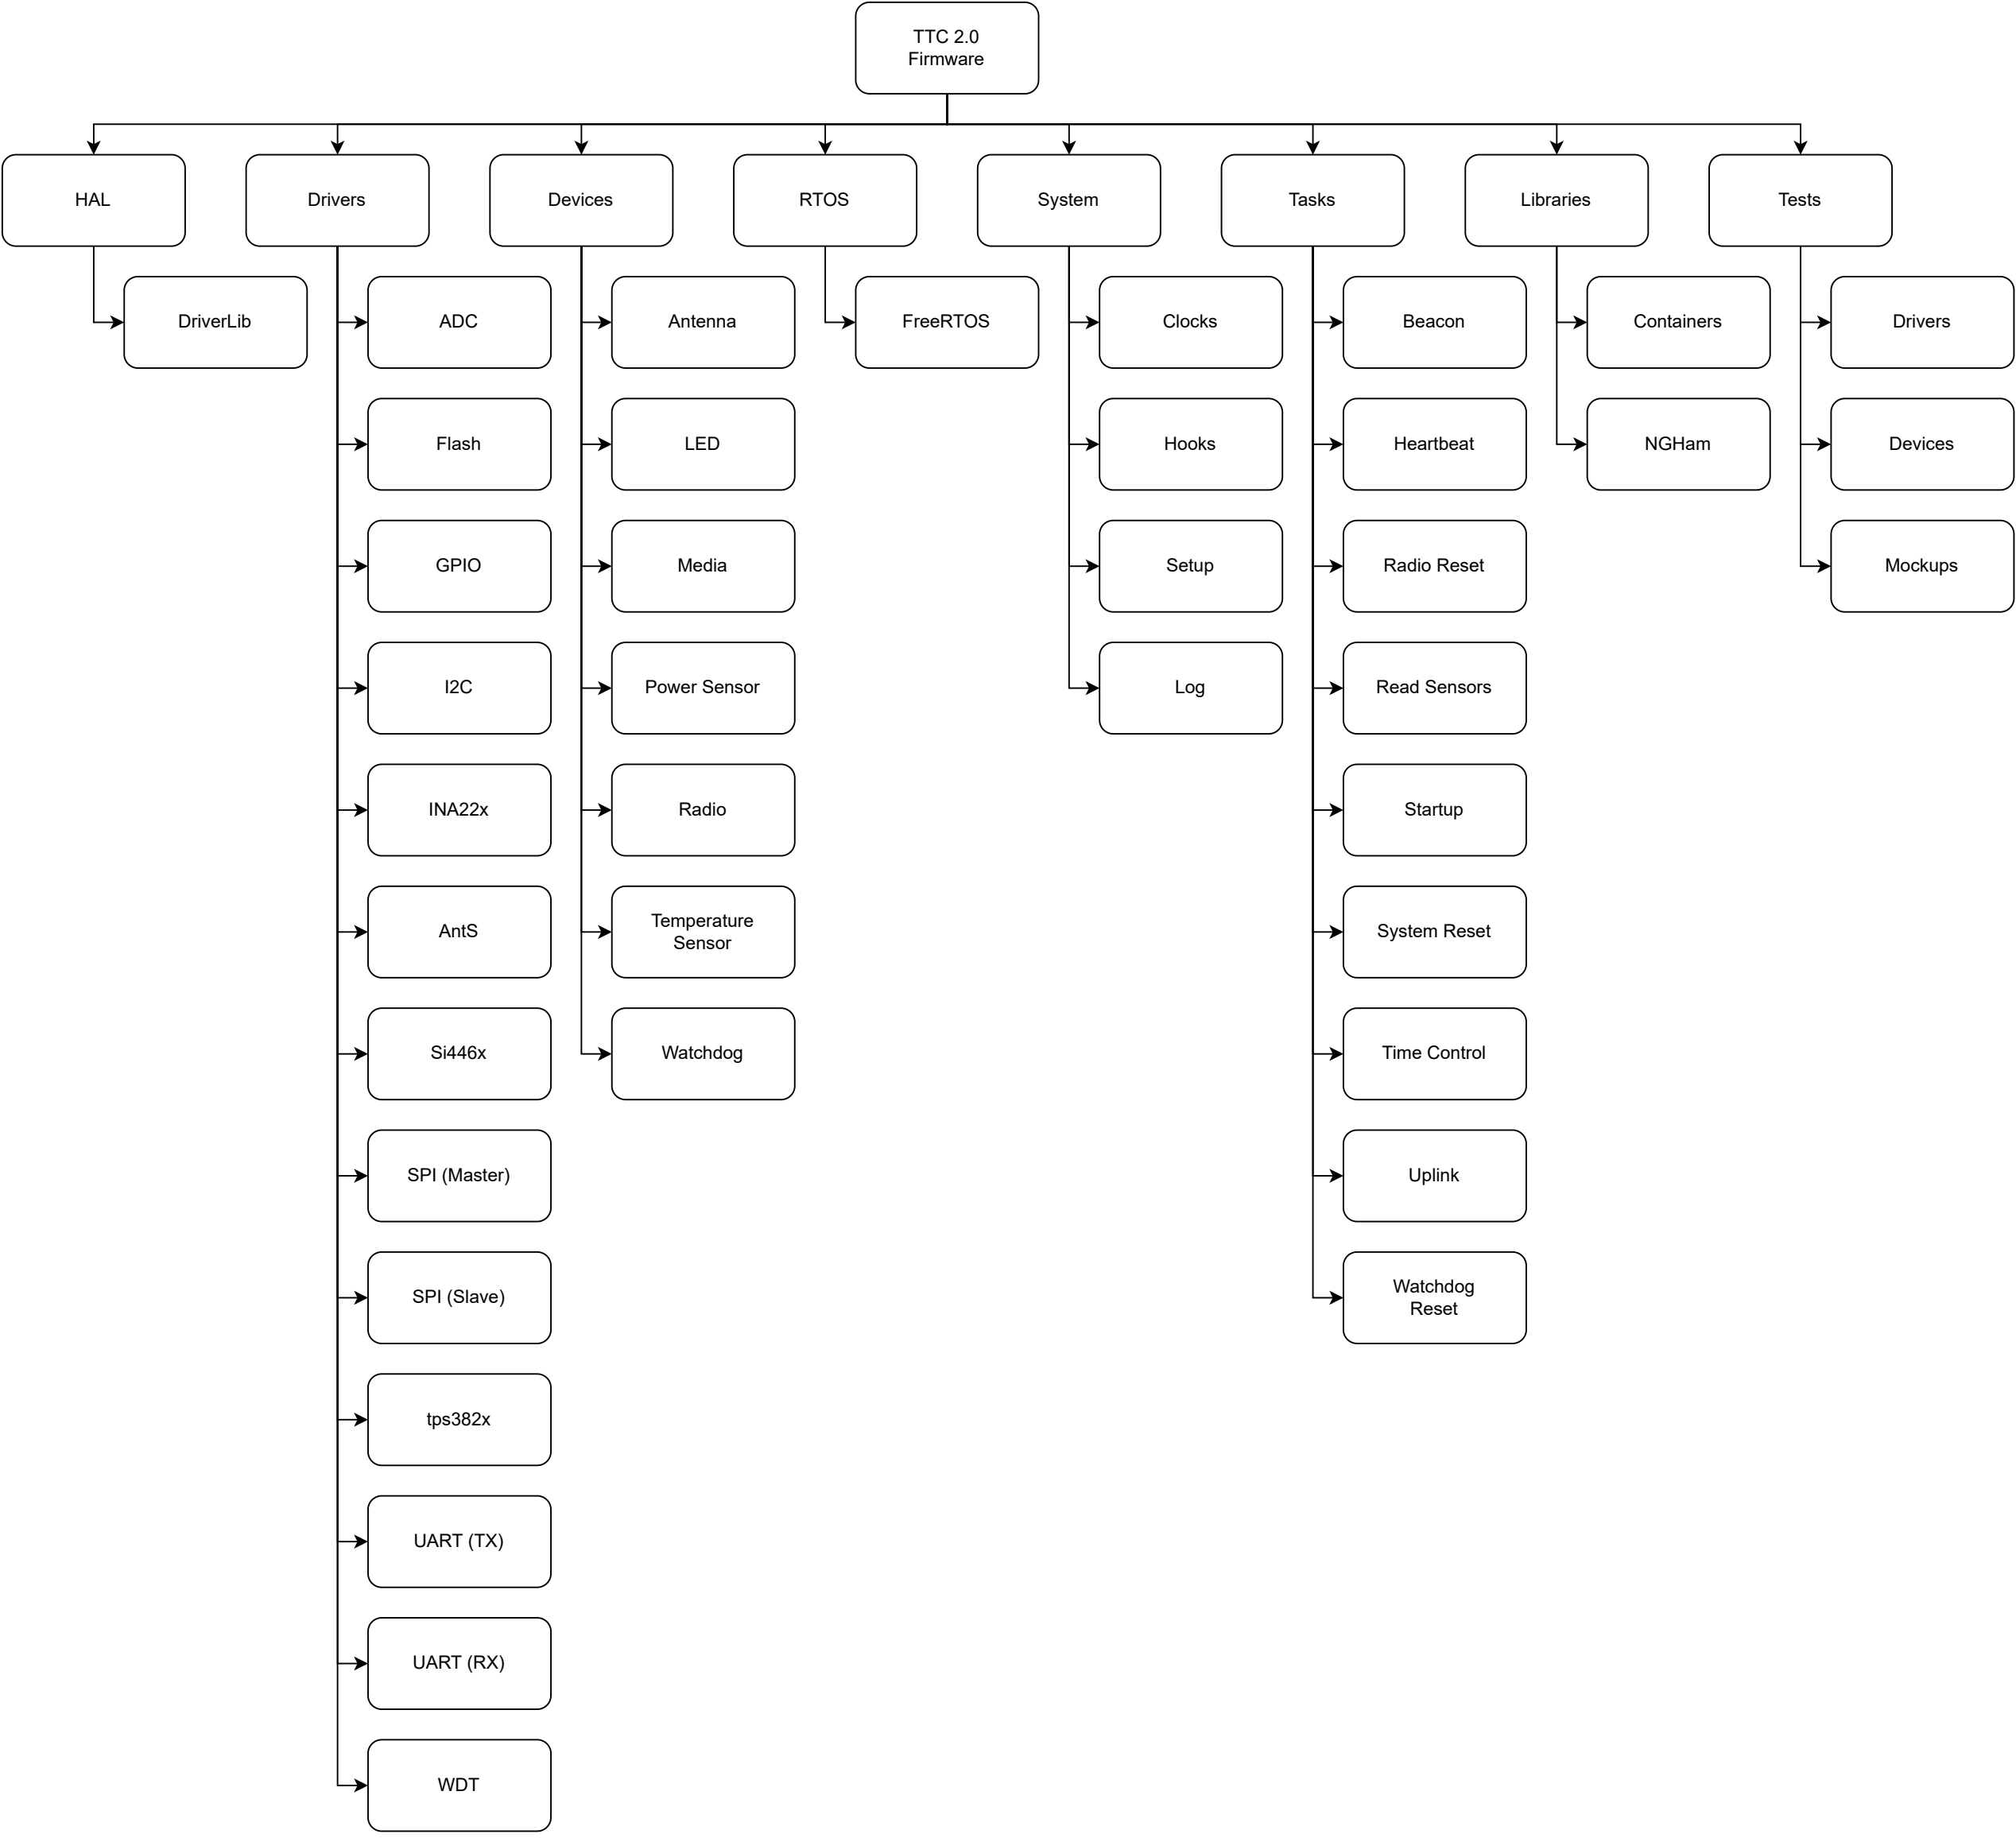 TTC 2.0
Firmware
HAL
Drivers
Devices
RTOS
System
Tasks
Libraries
Tests
DriverLib
ADC
Flash
GPIO
I2C
INA22x
AntS
Si446x
SPI (Master)
SPI (Slave)
tps382x
UART (TX)
UART (RX)
WDT
Antenna
LED
Media
Power Sensor
Radio
Temperature
Sensor
Watchdog
FreeRTOS
Clocks
Hooks
Setup
Log
Beacon
Heartbeat
Radio Reset
Read Sensors
Startup
System Reset
Time Control
Uplink
Watchdog
Reset
Containers
NGHam
Drivers
Devices
Mockups